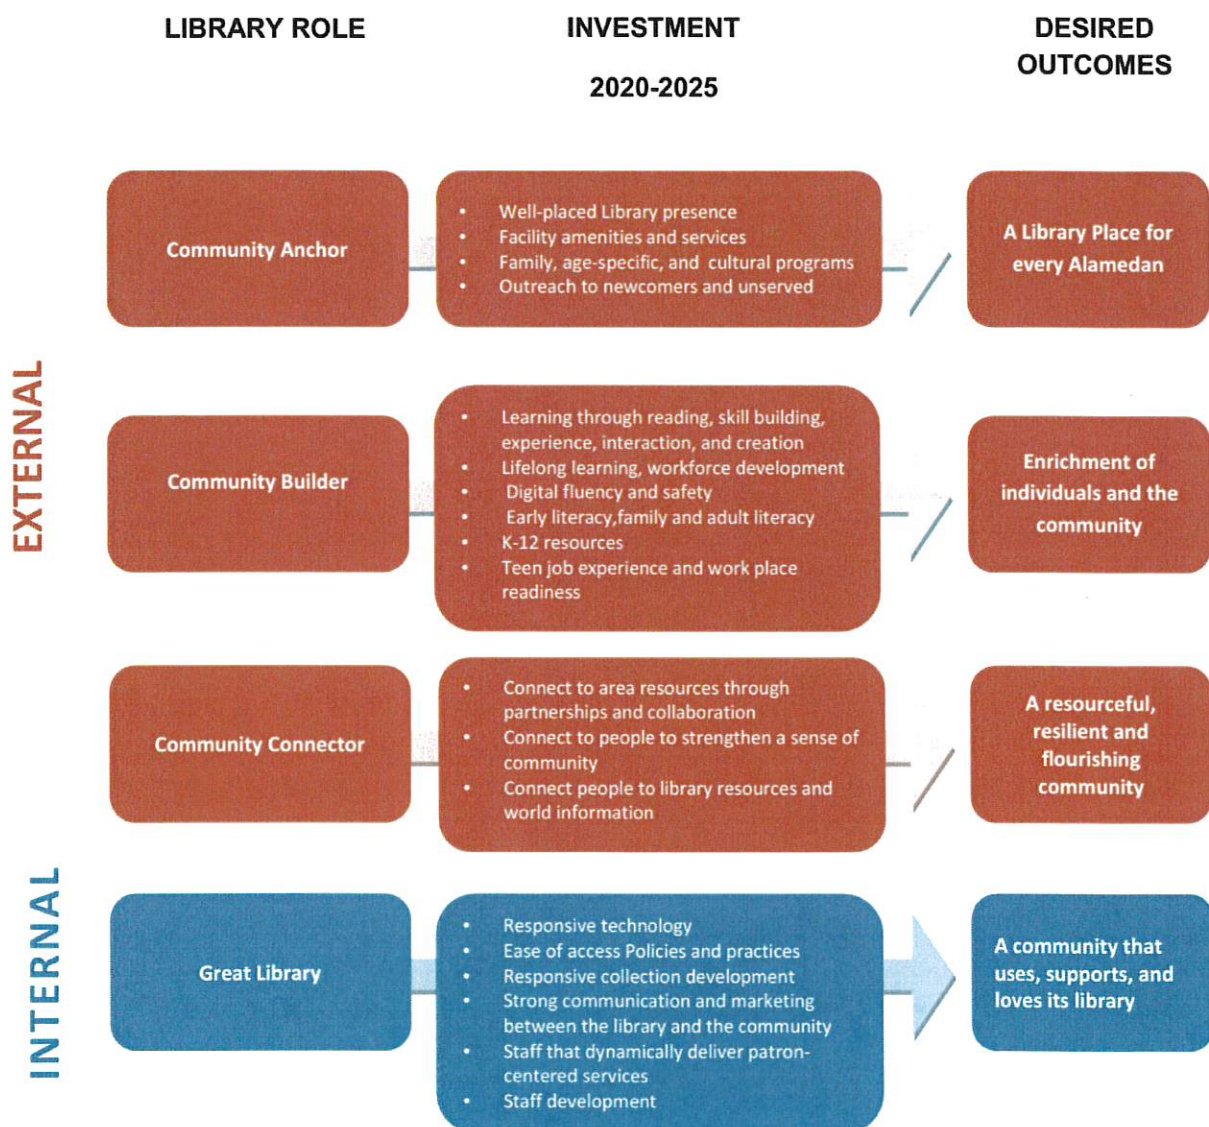 LIBRARY ROLE
INVESTMENT
2020-2025
DESIRED
OUTCOMES
EXTERNAL
Community Anchor
• Well-placed Library presence
• Facility amenities and services
• Family, age-specific, and cultural programs
• Outreach to newcomers and unserved
A Library Place for
every Alamedan
Community Builder
• Learning through reading, skill building,
experience, interaction, and creation
• Lifelong learning, workforce development
• Digital fluency and safety
• Early literacy,family and adult literacy
• K-12 resources
• Teen job experience and work place
readiness
Enrichment of
individuals and the
community
Community Connector
• Connect to area resources through
partnerships and collaboration
• Connect to people to strengthen a sense of
community
• Connect people to library resources and
world information
A resourceful,
resilient and
flourishing
community
INTERNAL
Great Library
• Responsive technology
• Ease of access Policies and practices
• Responsive collection development
• Strong communication and marketing
between the library and the community
• Staff that dynamically deliver patron-
centered services
• Staff development
A community that
uses, supports, and
loves its library